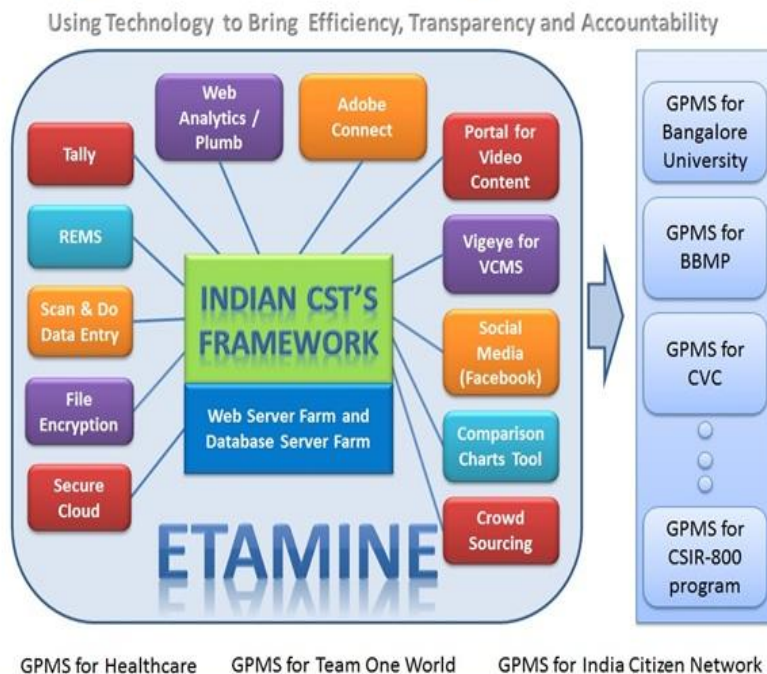 Using Technology to Bring Efficiency, Transparency and Accountability
Web
Analytics /
Plumb
Adobe
Connect
Tally
Portal for
Video
Content
REMS
Vigeye for
VCMS
Scan & Do
Data Entry
Social
Media
(Facebook)
File
Encryption
Comparison
Charts Tool
Secure
Cloud
Crowd
Sourcing
INDIAN CST'S
FRAMEWORK
Web Server Farm and
Database Server Farm
ETAMINE
GPMS for
Bangalore
University
GPMS for
BBMP
GPMS for
CVC
GPMS for
CSIR-800
program
GPMS for Healthcare
GPMS for Team One World
GPMS for India Citizen Network